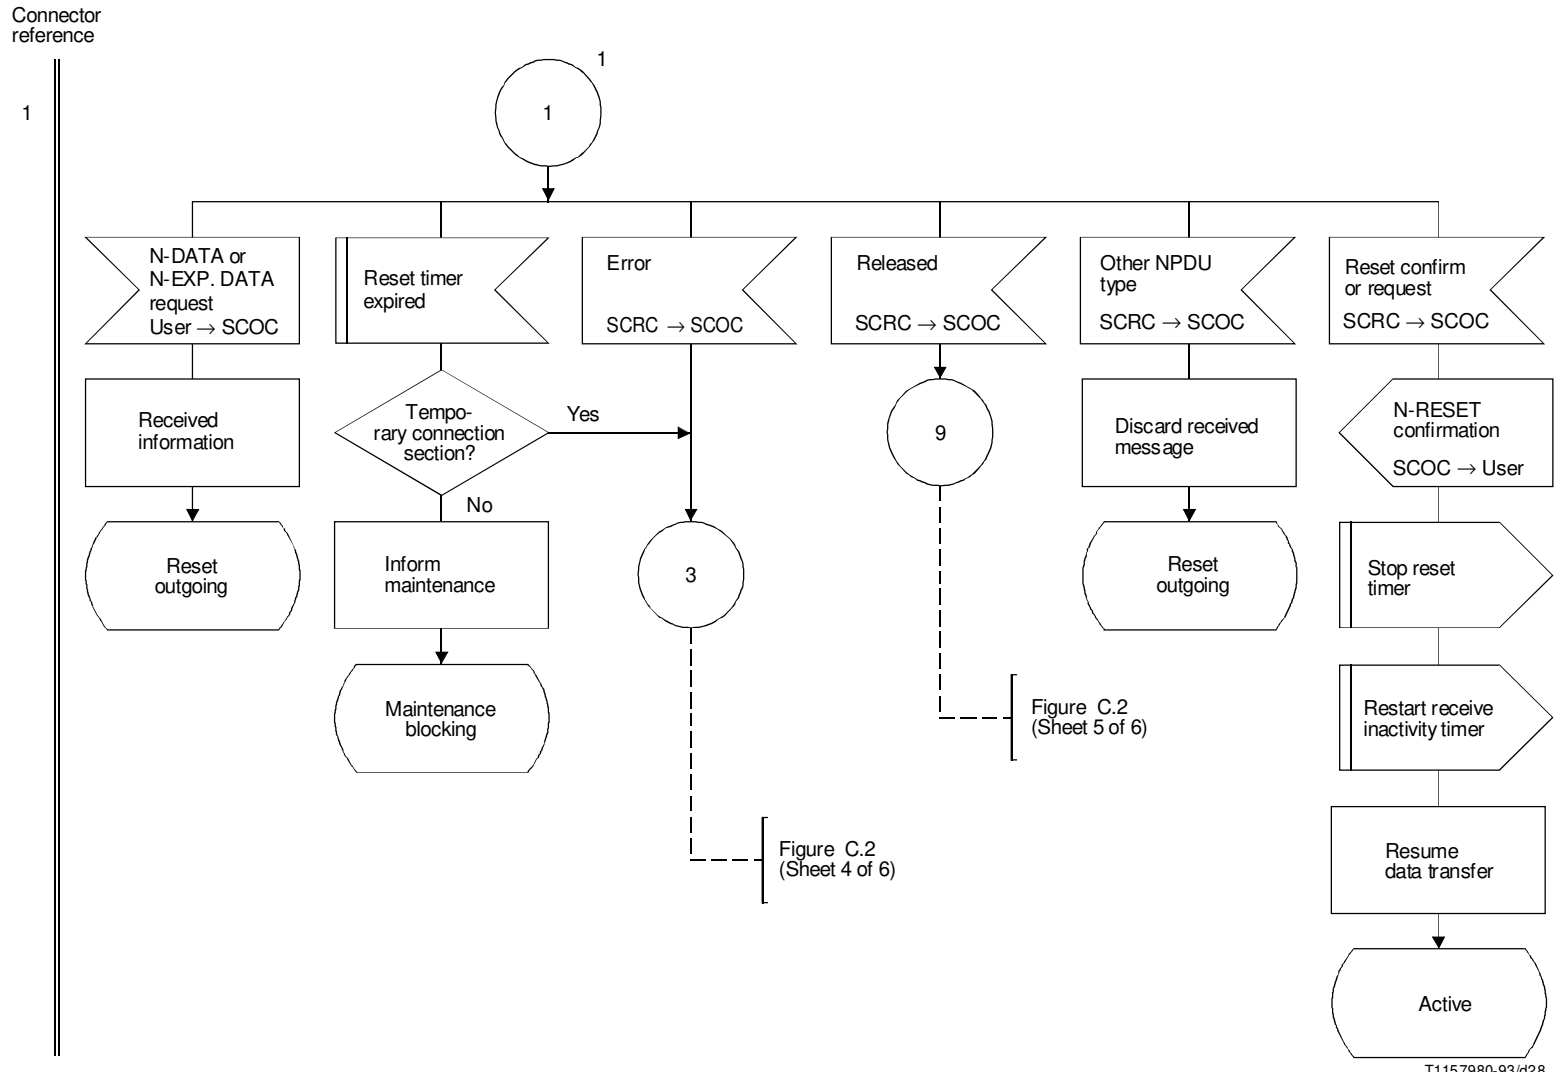 Connector
reference
1
1
1
N-DATA or
N-EXP. DATA
request
User → SCOC
Reset timer
expired
Error
SCRC → SCOC
Released
SCRC → SCOC
Other NPDU
type
SCRC → SCOC
Reset confirm
or request
SCRC → SCOC
Received
information
Tempo-
rary connection
section?
Yes
No
9
Discard received
message
N-RESET
confirmation
SCOC → User
Reset
outgoing
Inform
maintenance
3
Reset
outgoing
Stop reset
timer
Maintenance
blocking
Figure C.2
(Sheet 5 of 6)
Restart receive
inactivity timer
Figure C.2
(Sheet 4 of 6)
Resume
data transfer
Active
T1157980-93/d28